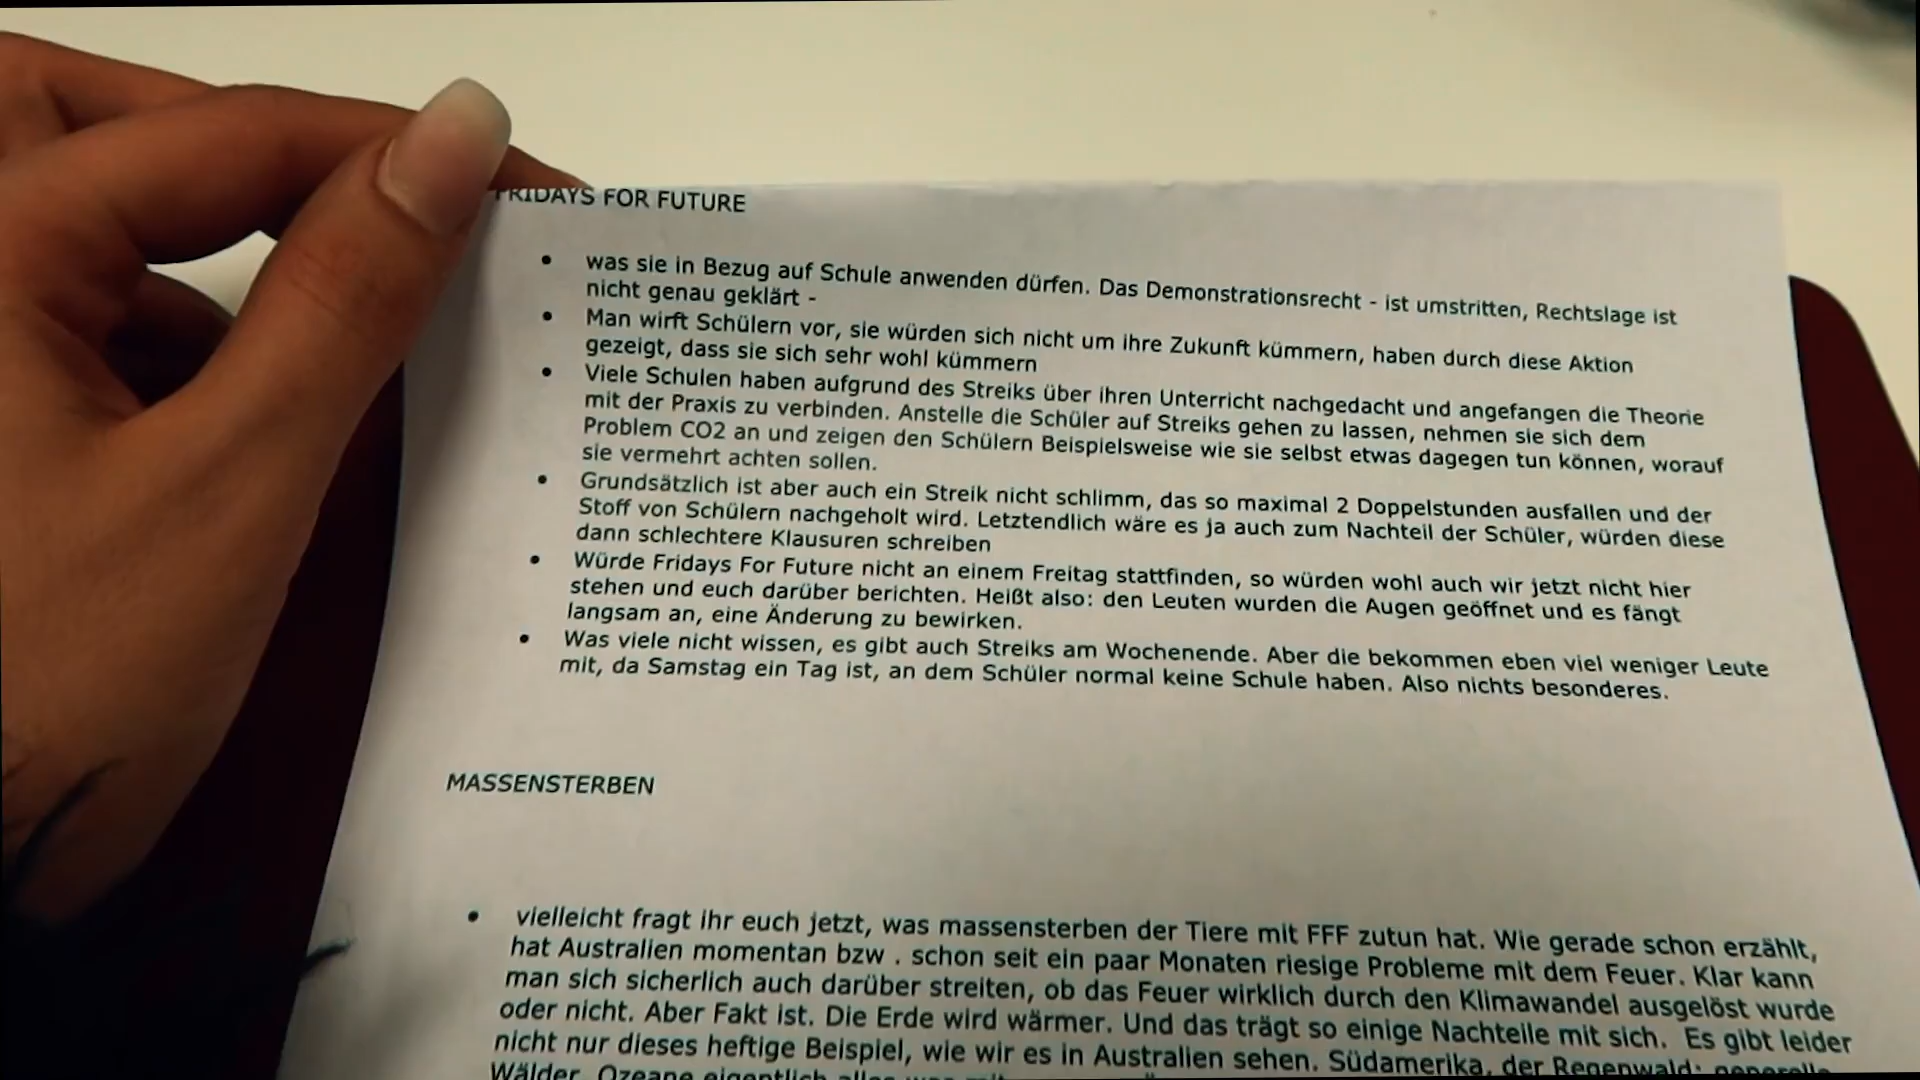 FRIDAYS FOR FUTURE
• was sie in Bezug auf Schule anwenden dürfen. Das Demonstrationsrecht - ist umstritten, Rechtslage ist
nicht genau geklärt -
• Man wirft Schülern vor, sie würden sich nicht um ihre Zukunft kümmern, haben durch diese Aktion
gezeigt, dass sie sich sehr wohl kümmern
• Viele Schulen haben aufgrund des Streiks über ihren Unterricht nachgedacht und angefangen die Theorie
mit der Praxis zu verbinden. Anstelle die Schüler auf Streiks gehen zu lassen, nehmen sie sich dem
Problem CO2 an und zeigen den Schülern Beispielsweise wie sie selbst etwas dagegen tun können, worauf
sie vermehrt achten sollen.
• Grundsätzlich ist aber auch ein Streik nicht schlimm, das so maximal 2 Doppelstunden ausfallen und der
Stoff von Schülern nachgeholt wird. Letztendlich wäre es ja auch zum Nachteil der Schüler, würden diese
dann schlechtere Klausuren schreiben
• Würde Fridays For Future nicht an einem Freitag stattfinden, so würden wohl auch wir jetzt nicht hier
stehen und euch darüber berichten. Heißt also: den Leuten wurden die Augen geöffnet und es fängt
langsam an, eine Änderung zu bewirken.
• Was viele nicht wissen, es gibt auch Streiks am Wochenende. Aber die bekommen eben viel weniger Leute
mit, da Samstag ein Tag ist, an dem Schüler normal keine Schule haben. Also nichts besonderes.
MASSENSTERBEN
• vielleicht fragt ihr euch jetzt, was massensterben der Tiere mit FFF zutun hat. Wie gerade schon erzählt,
hat Australien momentan bzw . schon seit ein paar Monaten riesige Probleme mit dem Feuer. Klar kann
man sich sicherlich auch darüber streiten, ob das Feuer wirklich durch den Klimawandel ausgelöst wurde
oder nicht. Aber Fakt ist. Die Erde wird wärmer. Und das trägt so einige Nachteile mit sich. Es gibt leider
nicht nur dieses heftige Beispiel, wie wir es in Australien sehen. Südamerika, der Regenwald; generelle
Wälder, Ozeane eigentlich alles was